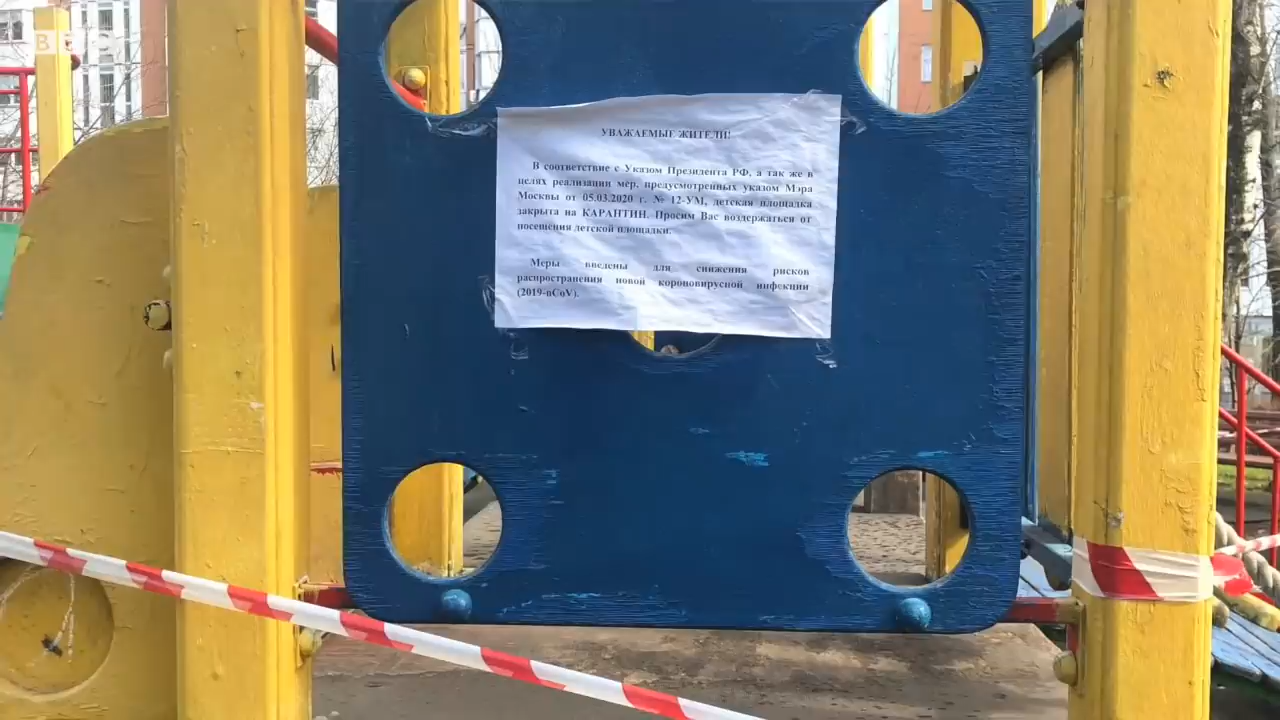 BBC
УВАЖАЕМЫЕ ЖИТЕЛИ!
В соответствие с Указом Президента РФ, а так же в
целях реализации мер, предусмотренных указом Мэра
Москвы от 05.03.2020 г. № 12-УМ, детская площадка
закрыта на КАРАНТИН. Просим Вас воздержаться от
посещения детской площадки.
Меры введены для снижения рисков
распространения новой короновирусной инфекции
(2019-nCoV).